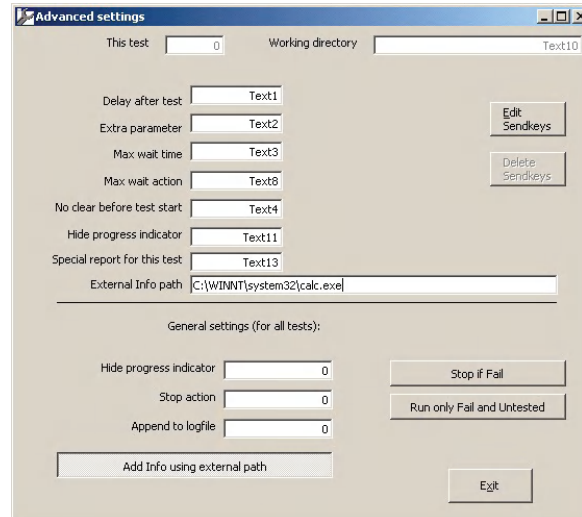 Advanced settings
This test 0 Working directory Text10
Delay after test Text1
Extra parameter Text2
Max wait time Text3
Max wait action Text8
No clear before test start Text4
Hide progress indicator Text11
Special report for this test Text13
External Info path C:\WINNT\system32\calc.exe
Edit
Sendkeys
Delete
Sendkeys
General settings (for all tests):
Hide progress indicator 0
Stop action 0
Append to logfile 0
Stop if Fail
Run only Fail and Untested
Add Info using external path
Exit